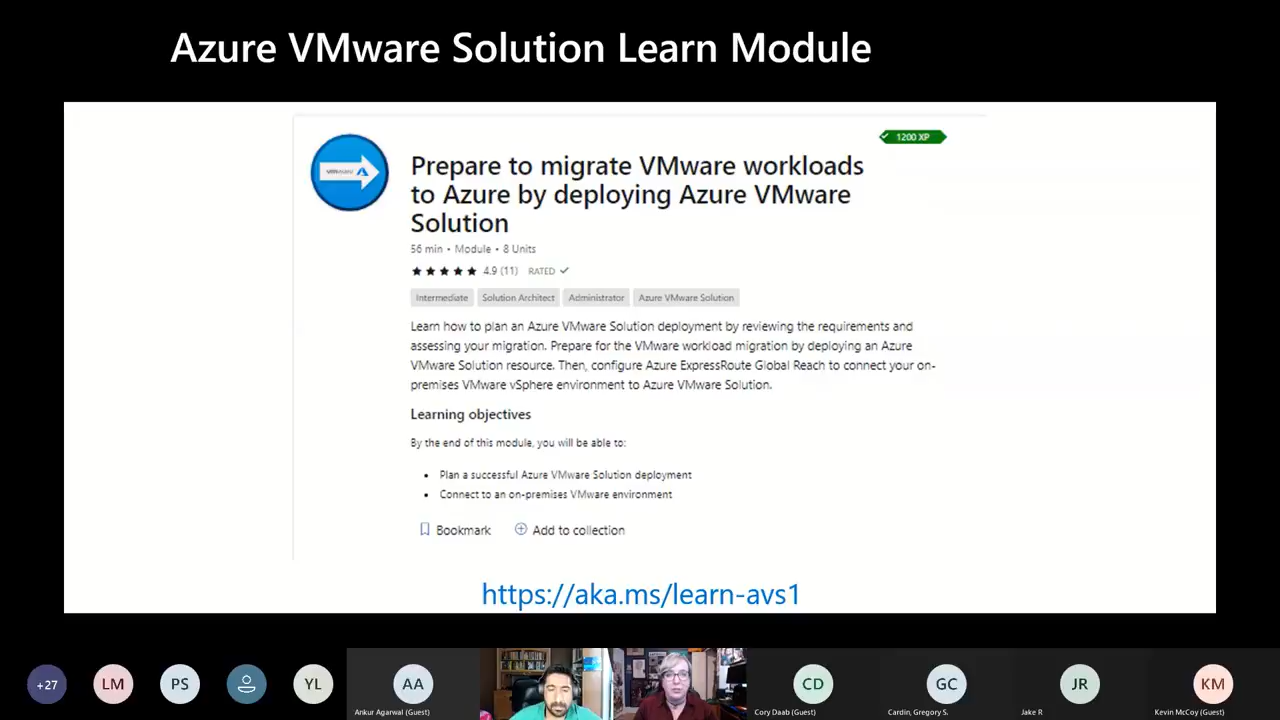 Azure VMware Solution Learn Module
1200 XP
vmware
Prepare to migrate VMware workloads
to Azure by deploying Azure VMware
Solution
56 min • Module • 8 Units
4.9 (11) RATED
Intermediate Solution Architect Administrator Azure VMware Solution
Learn how to plan an Azure VMware Solution deployment by reviewing the requirements and
assessing your migration. Prepare for the VMware workload migration by deploying an Azure
VMware Solution resource. Then, configure Azure ExpressRoute Global Reach to connect your on-
premises VMware vSphere environment to Azure VMware Solution.
Learning objectives
By the end of this module, you will be able to:
• Plan a successful Azure VMware Solution deployment
• Connect to an on-premises VMware environment
Bookmark Add to collection
https://aka.ms/learn-avs1
+27 LM PS YL AA CD GC JR KM
Ankur Agarwal (Guest) Cory Daab (Guest) Cardin, Gregory S. Jake R Kevin McCoy (Guest)